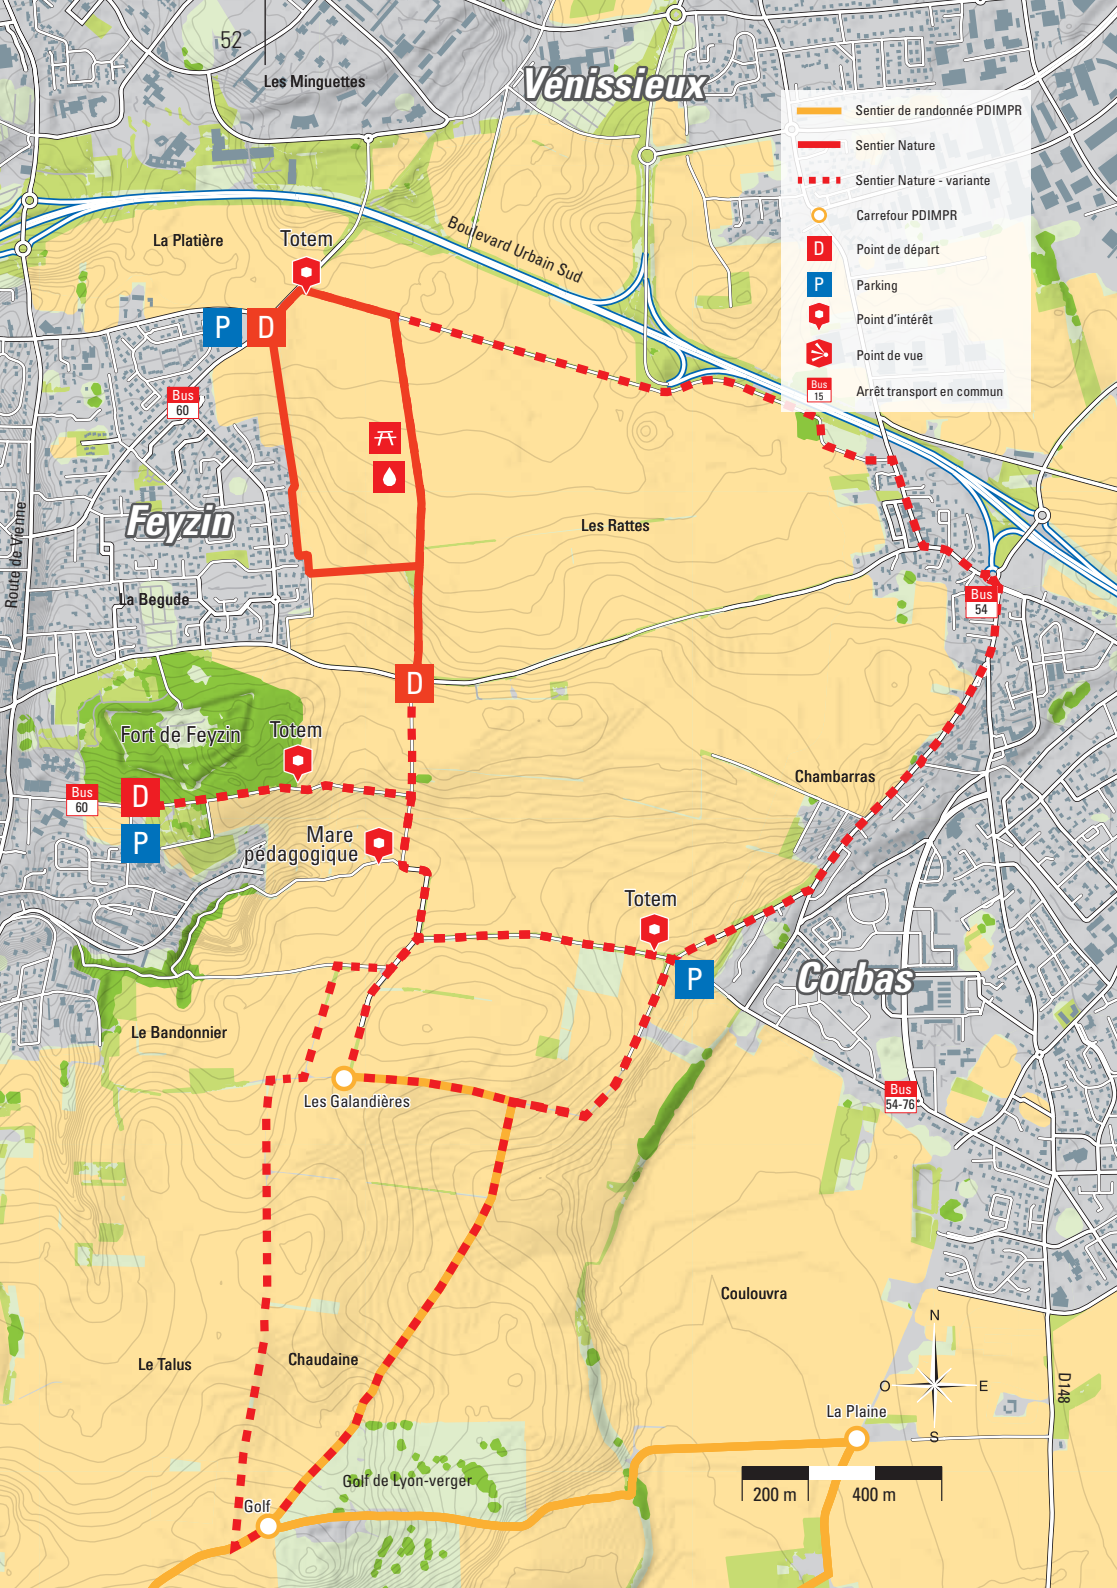 52
Les Minguettes
Vénissieux
Sentier de randonnée PDIMPR
Sentier Nature
Sentier Nature - variante
Carrefour PDIMPR
D
Point de départ
P
Parking
Point d'intérêt
Point de vue
Bus
15
Arrêt transport en commun
La Platière
Totem
Boulevard Urbain Sud
P
D
Bus
60
Feyzin
Route de Vienne
Les Rattes
La Begude
Bus
54
D
Fort de Feyzin
Totem
Chambarras
Bus
60
D
P
Mare
pédagogique
Totem
P
Corbas
Le Bandonnier
Les Galandières
Bus
54-76
Coulouvra
N
O
E
S
Le Talus
Chaudaine
D148
La Plaine
Golf de Lyon-verger
Golf
200 m
400 m